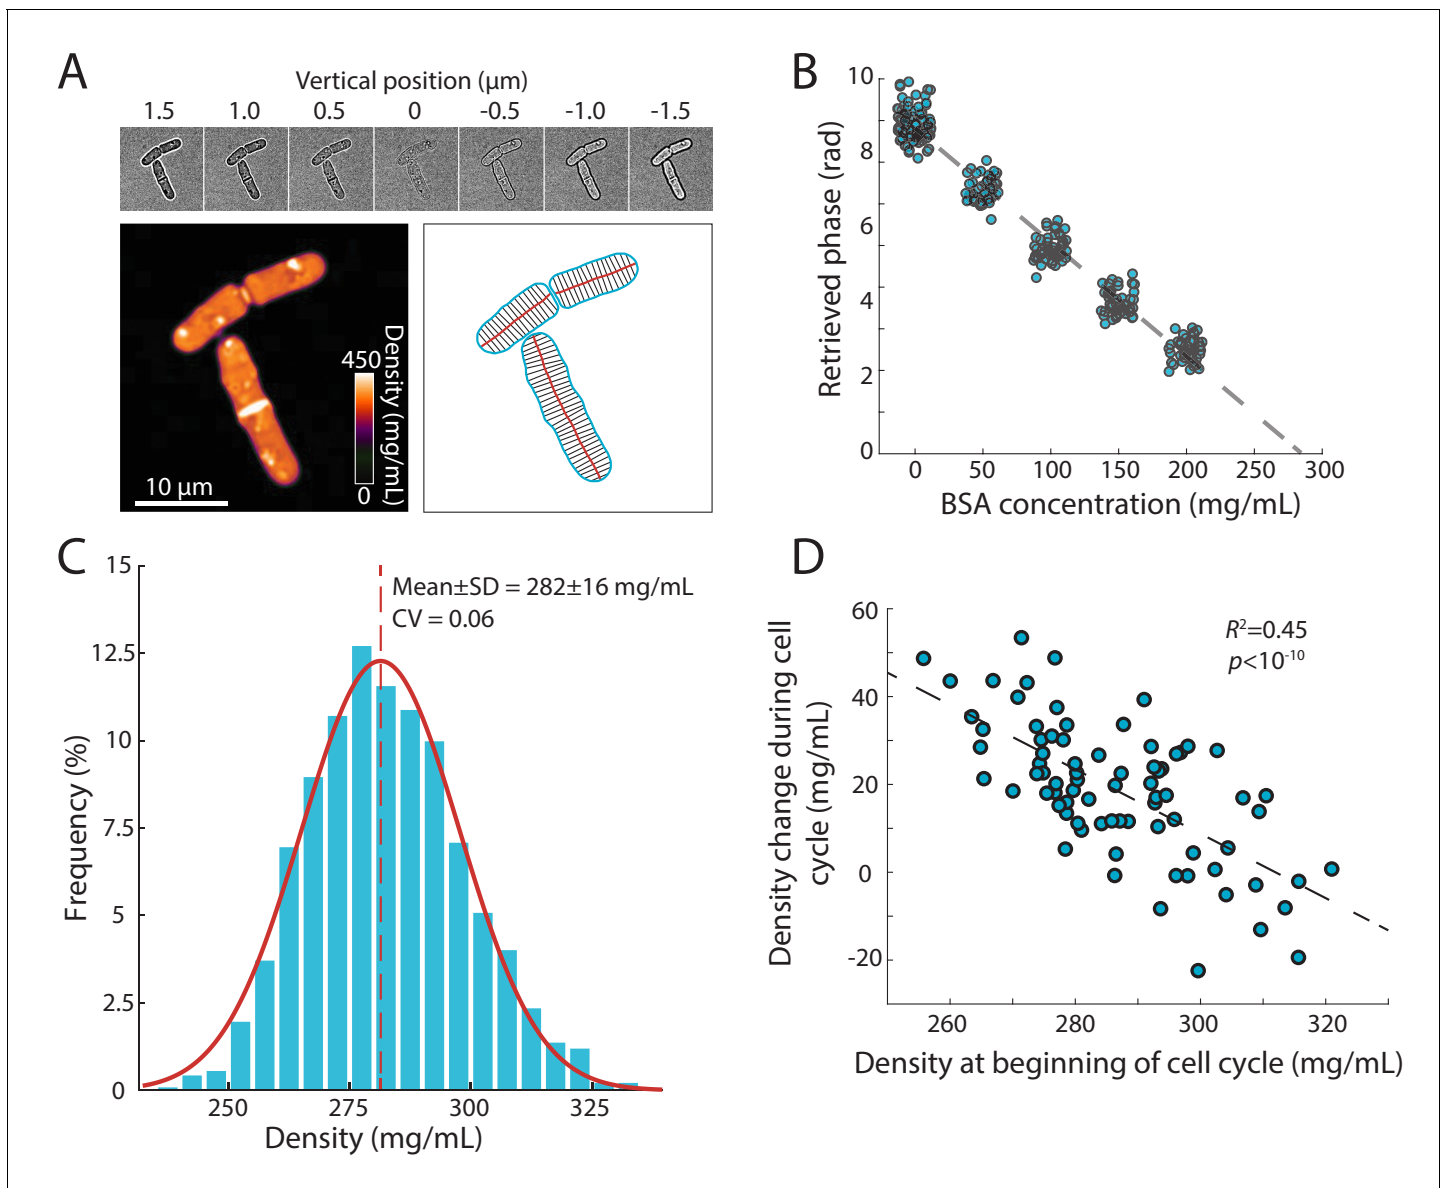 A
Vertical position (μm)
1.5 1.0 0.5 0 -0.5 -1.0 -1.5
450
0
Density (mg/mL)
10 μm
B
10
8
6
4
2
0
Retrieved phase (rad)
0 50 100 150 200 250 300
BSA concentration (mg/mL)
C
15
12.5
10
7.5
5
2.5
0
Frequency (%)
Mean±SD = 282±16 mg/mL
CV = 0.06
250 275 300 325
Density (mg/mL)
D
60
40
20
0
-20
Density change during cell
cycle (mg/mL)
R²=0.45
p<10⁻¹⁰
260 280 300 320
Density at beginning of cell cycle (mg/mL)